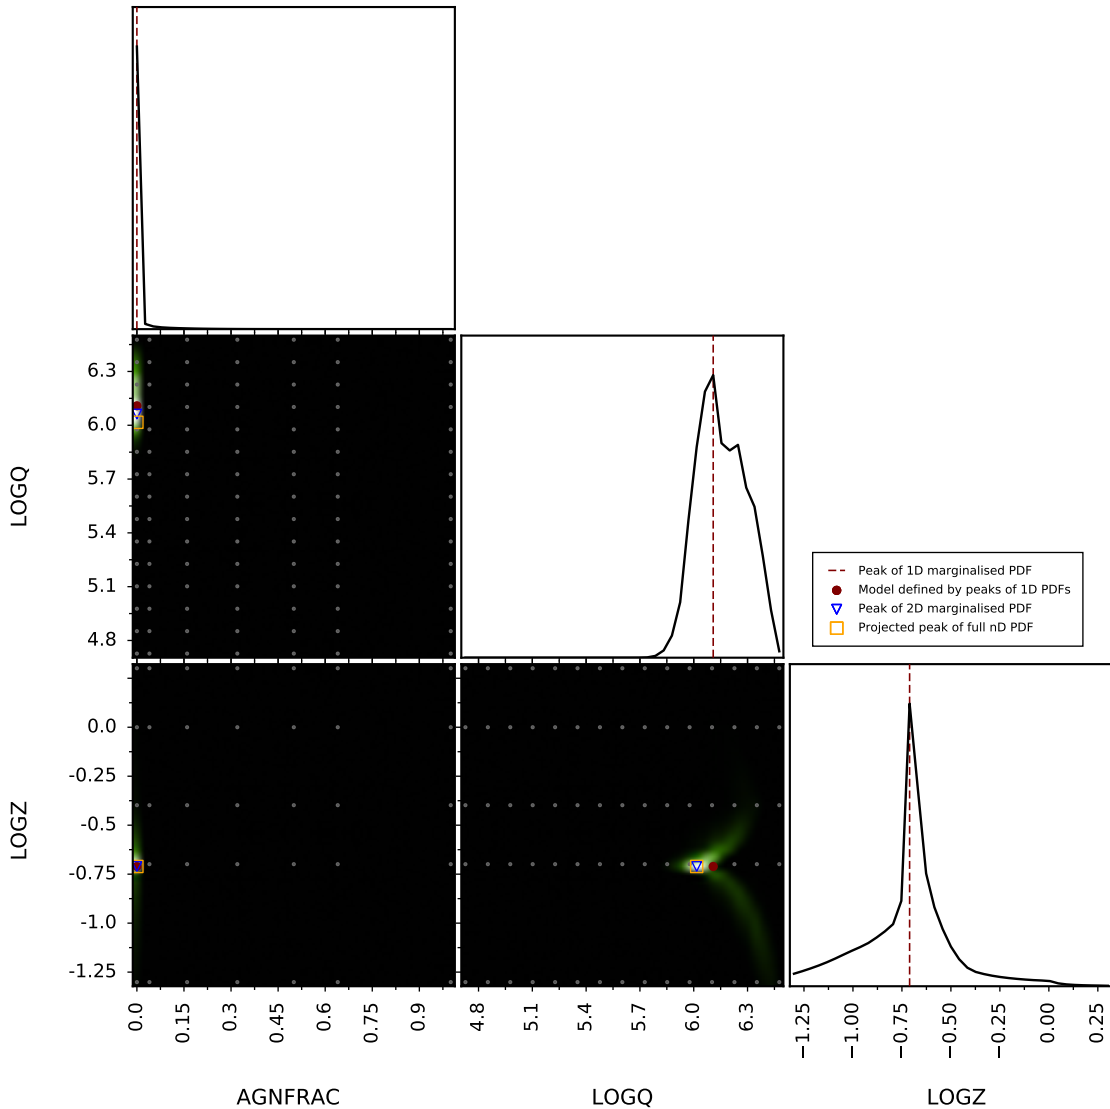 6.3
6.0
5.7
5.4
5.1
4.8
LOGQ
Peak of 1D marginalised PDF
Model defined by peaks of 1D PDFs
Peak of 2D marginalised PDF
Projected peak of full nD PDF
0.0
-0.25
-0.5
-0.75
-1.0
-1.25
LOGZ
0.0 0.15 0.3 0.45 0.6 0.75 0.9
4.8 5.1 5.4 5.7 6.0 6.3
−1.25 −1.00 −0.75 −0.50 −0.25 0.00 0.25
AGNFRAC LOGQ LOGZ